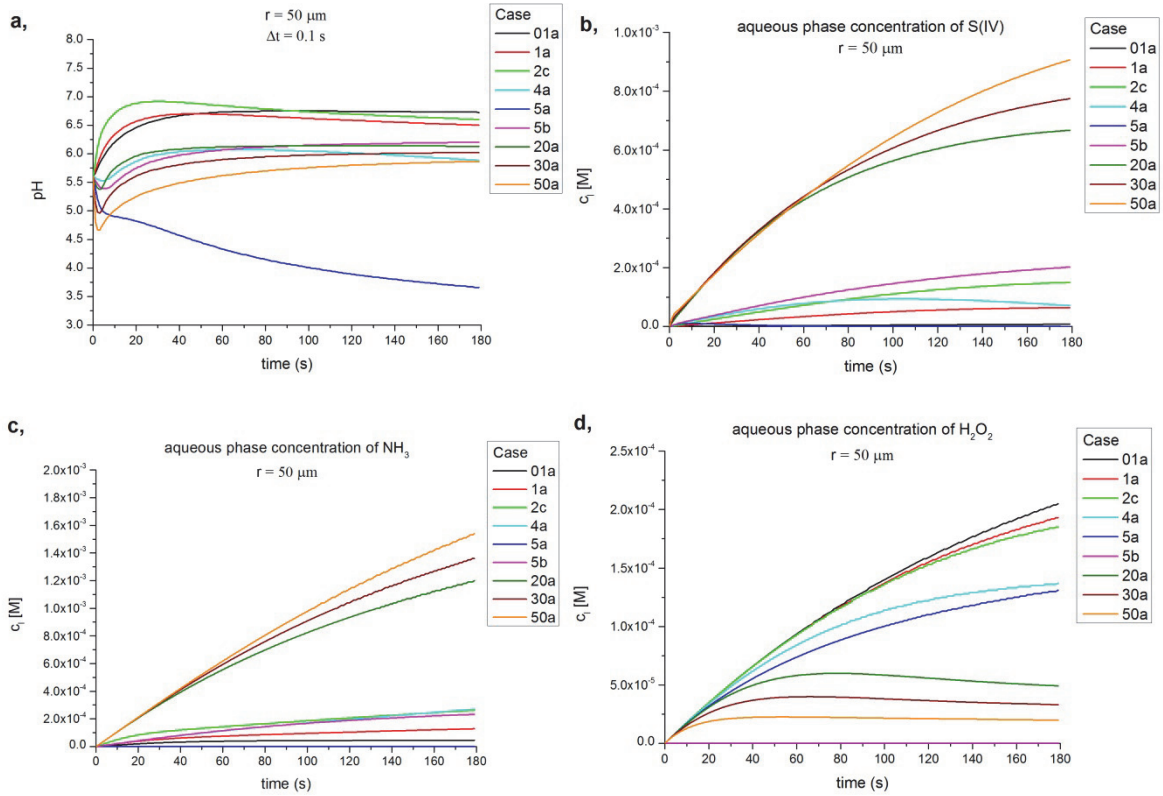 a,
r = 50 μm
Δt = 0.1 s
8.0
7.5
7.0
6.5
6.0
5.5
5.0
4.5
4.0
3.5
3.0
pH
0 20 40 60 80 100 120 140 160 180
time (s)
Case
01a
1a
2c
4a
5a
5b
20a
30a
50a
b,
aqueous phase concentration of S(IV)
r = 50 μm
1.0x10⁻³
8.0x10⁻⁴
6.0x10⁻⁴
4.0x10⁻⁴
2.0x10⁻⁴
0.0
cᵢ [M]
0 20 40 60 80 100 120 140 160 180
time (s)
Case
01a
1a
2c
4a
5a
5b
20a
30a
50a
c,
aqueous phase concentration of NH₃
r = 50 μm
2.0x10⁻³
1.8x10⁻³
1.6x10⁻³
1.4x10⁻³
1.2x10⁻³
1.0x10⁻³
8.0x10⁻⁴
6.0x10⁻⁴
4.0x10⁻⁴
2.0x10⁻⁴
0.0
cᵢ [M]
0 20 40 60 80 100 120 140 160 180
time (s)
Case
01a
1a
2c
4a
5a
5b
20a
30a
50a
d,
aqueous phase concentration of H₂O₂
r = 50 μm
2.5x10⁻⁴
2.0x10⁻⁴
1.5x10⁻⁴
1.0x10⁻⁴
5.0x10⁻⁵
0.0
cᵢ [M]
0 20 40 60 80 100 120 140 160 180
time (s)
Case
01a
1a
2c
4a
5a
5b
20a
30a
50a